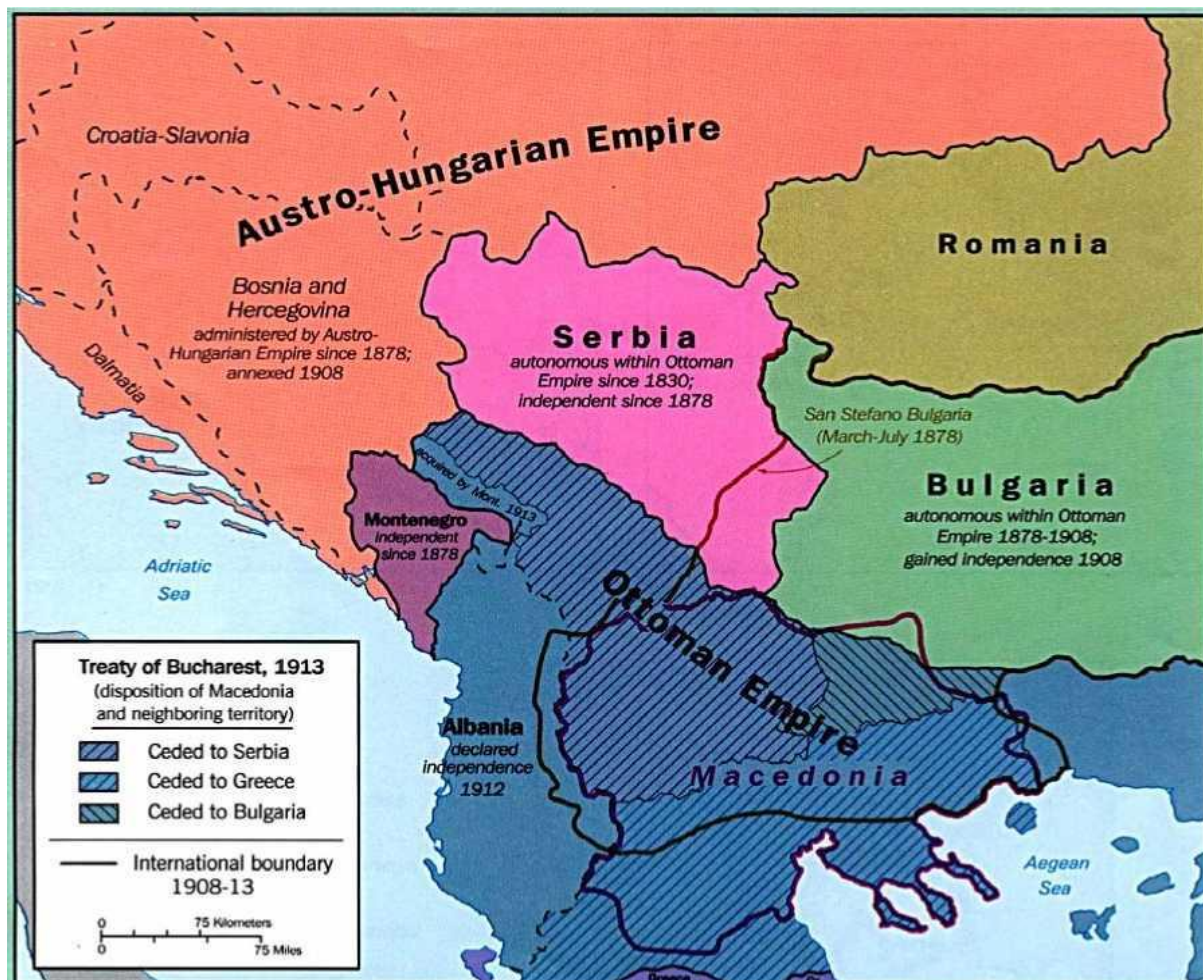 Croatia-Slavonia
Austro-Hungarian Empire
Romania
Bosnia and
Hercegovina
administered by Austro-
Hungarian Empire since 1878;
annexed 1908
Dalmatia
Serbia
autonomous within Ottoman
Empire since 1830;
independent since 1878
San Stefano Bulgaria
(March-July 1878)
Bulgaria
autonomous within Ottoman
Empire 1878-1908;
gained independence 1908
acquired by Mont. 1913
Montenegro
independent
since 1878
Adriatic
Sea
Ottoman Empire
Macedonia
Albania
declared
independence
1912
Aegean
Sea
Greece
Treaty of Bucharest, 1913
(disposition of Macedonia
and neighboring territory)
Ceded to Serbia
Ceded to Greece
Ceded to Bulgaria
International boundary
1908-13
0 75 Kilometers
0 75 Miles